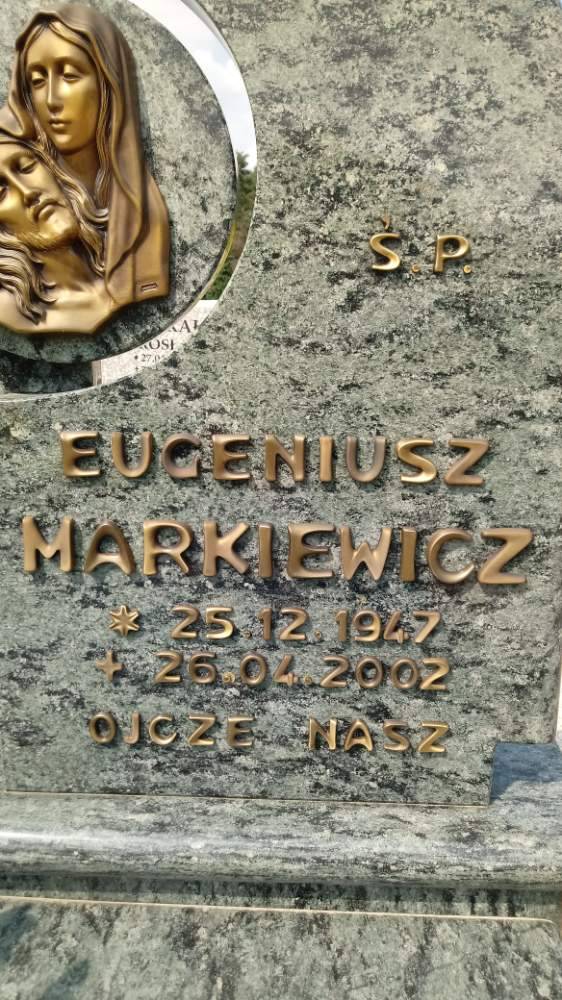 Ś.P.
EUGENIUSZ
MARKIEWICZ
* 25.12.1947
+ 26.04.2002
OJCZE NASZ